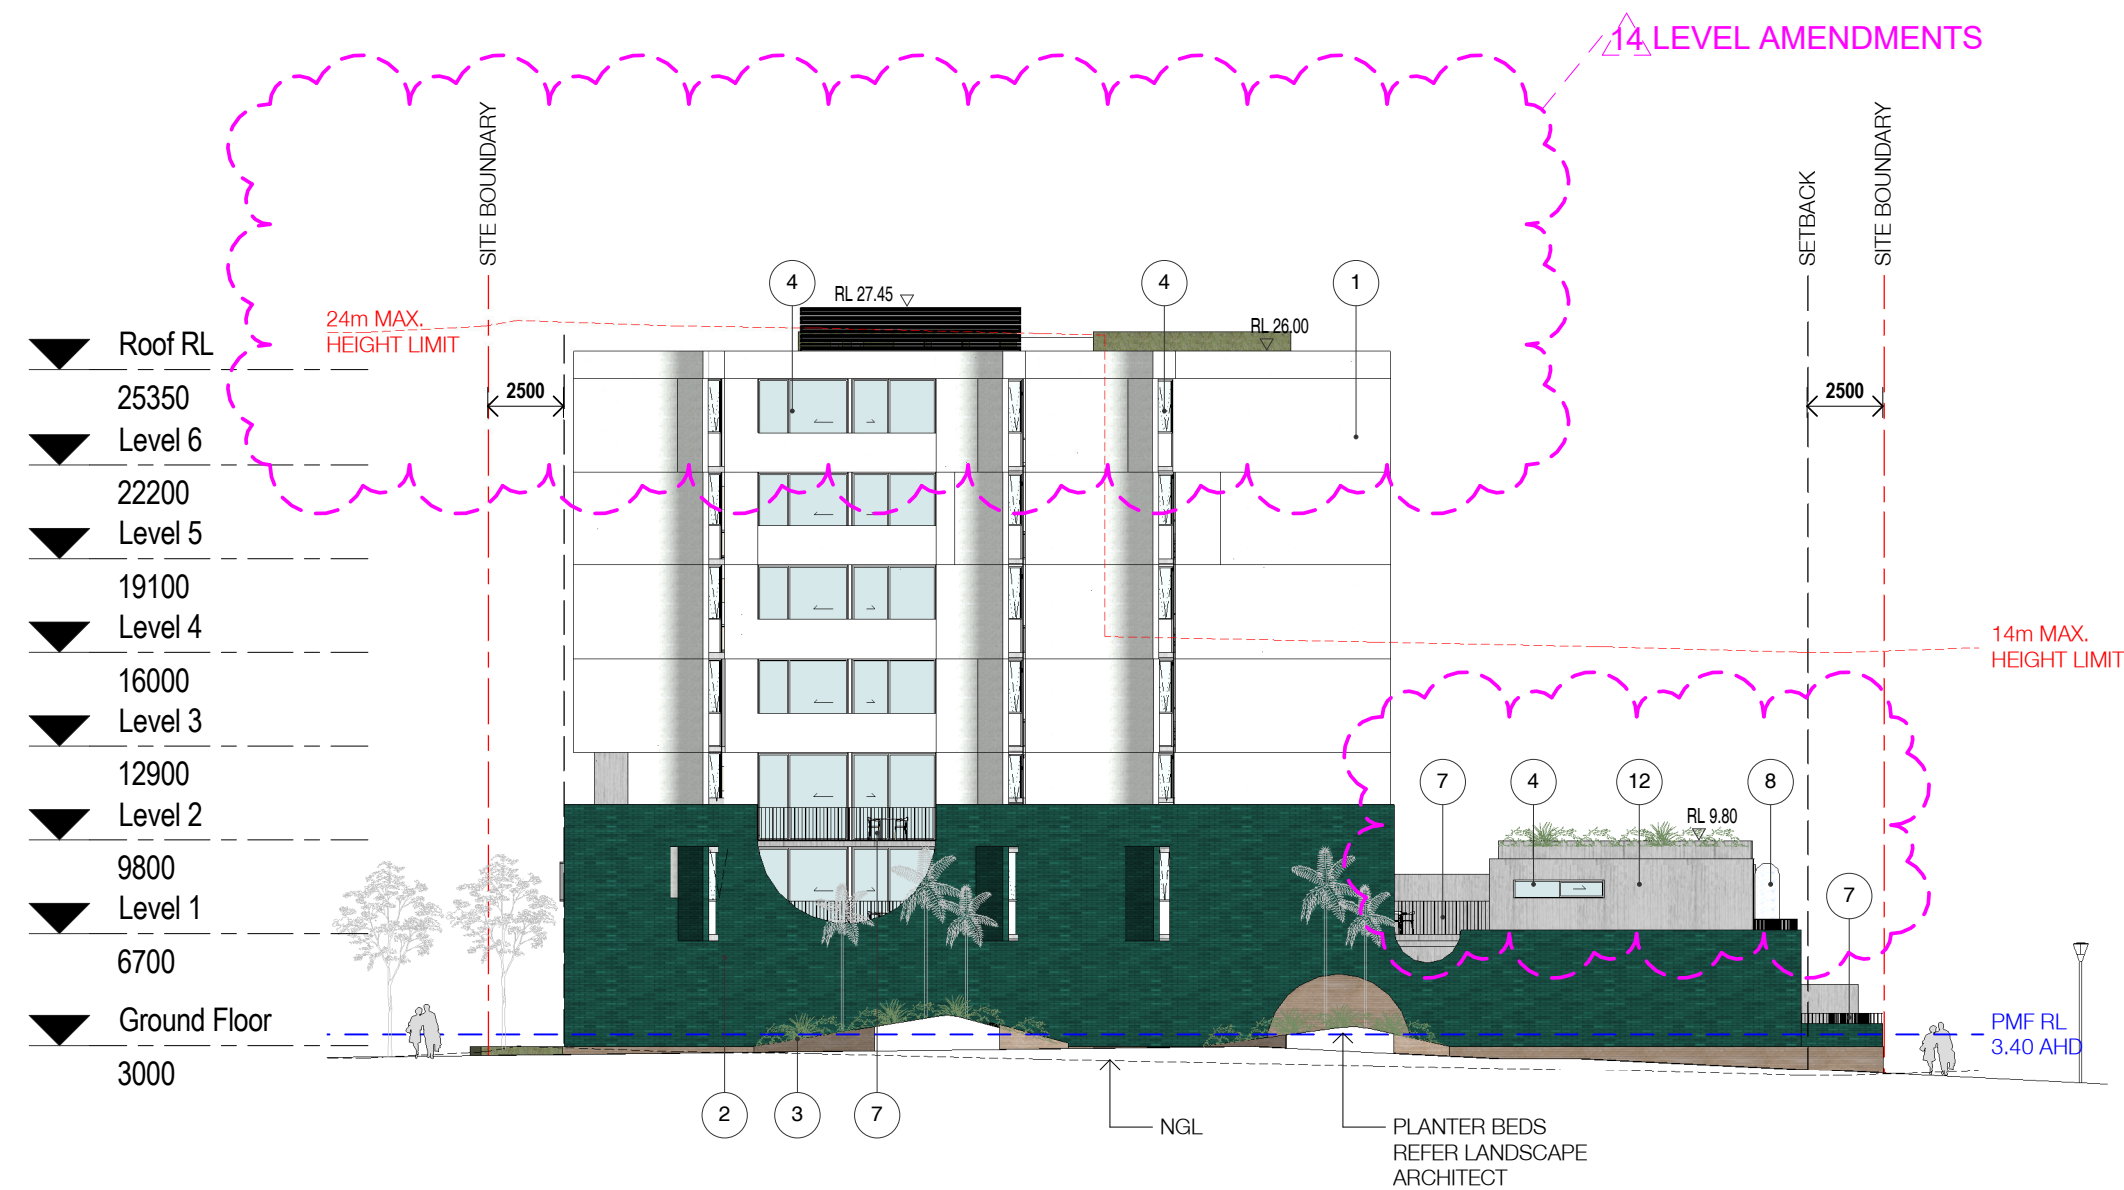 14 LEVEL AMENDMENTS
SITE BOUNDARY
SETBACK
SITE BOUNDARY
4
4
1
RL 27.45
RL 26.00
24m MAX.
HEIGHT LIMIT
2500
2500
Roof RL
25350
Level 6
22200
Level 5
19100
Level 4
16000
Level 3
12900
Level 2
9800
Level 1
6700
Ground Floor
3000
14m MAX.
HEIGHT LIMIT
7
4
12
8
RL 9.80
7
PMF RL
3.40 AHD
2
3
7
NGL
PLANTER BEDS
REFER LANDSCAPE
ARCHITECT